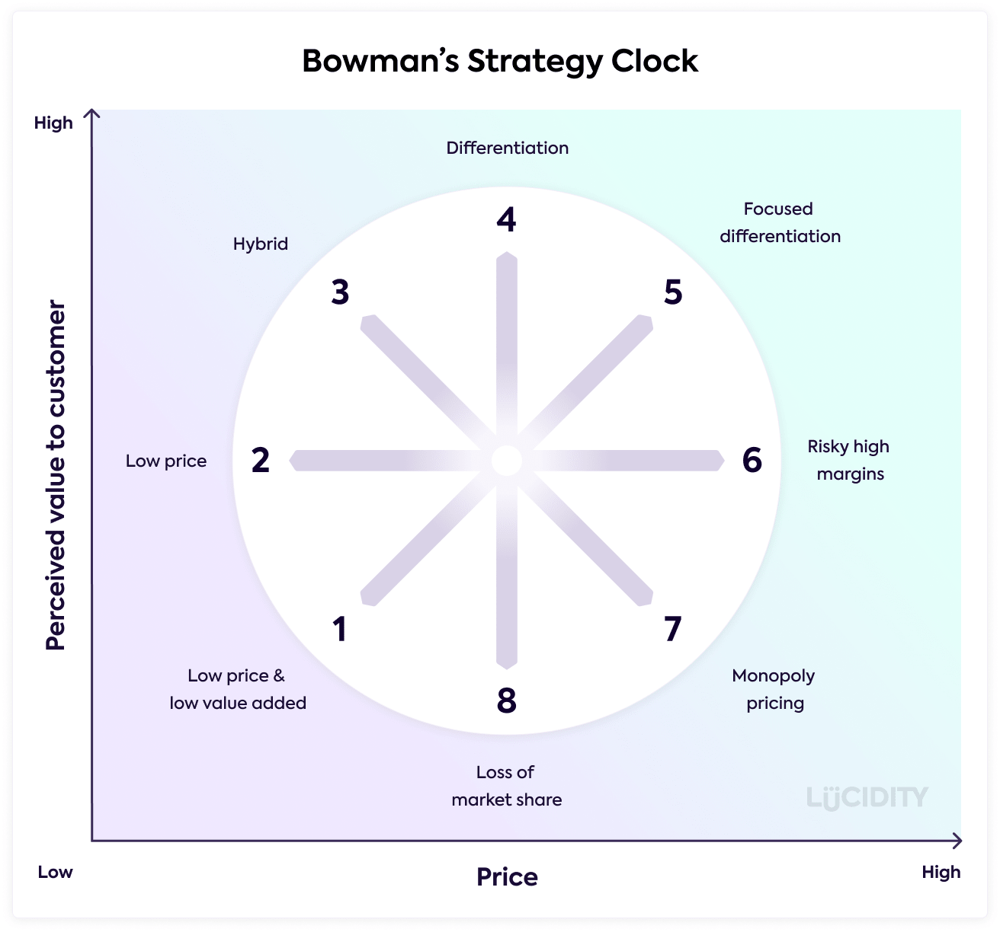 Bowman's Strategy Clock
High
Differentiation
Focused
differentiation
Hybrid
4
3
5
Perceived value to customer
Low price
2
6
Risky high
margins
1
7
Low price &
low value added
8
Monopoly
pricing
Loss of
market share
LÜCIDITY
Low
Price
High